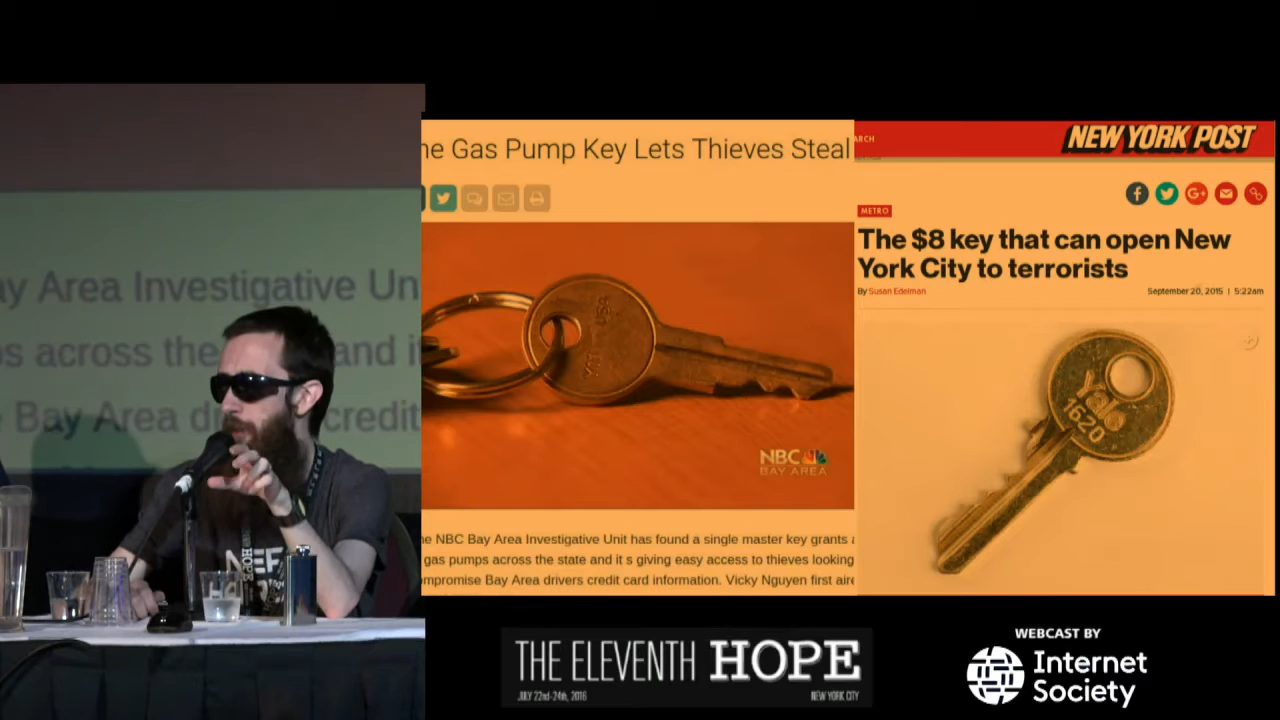 ay Area Investigative Un
os across the and i
Bay Area dr credit
ne Gas Pump Key Lets Thieves Steal
NBC
BAY AREA
he NBC Bay Area Investigative Unit has found a single master key grants a
gas pumps across the state and it s giving easy access to thieves looking
ompromise Bay Area drivers credit card information. Vicky Nguyen first aire
ARCH
NEW YORK POST
METRO
The $8 key that can open New
York City to terrorists
By Susan Edelman
September 20, 2015 | 5:22am
Yale
1620
THE ELEVENTH HOPE
JULY 22nd-24th, 2016
NEW YORK CITY
WEBCAST BY
Internet
Society